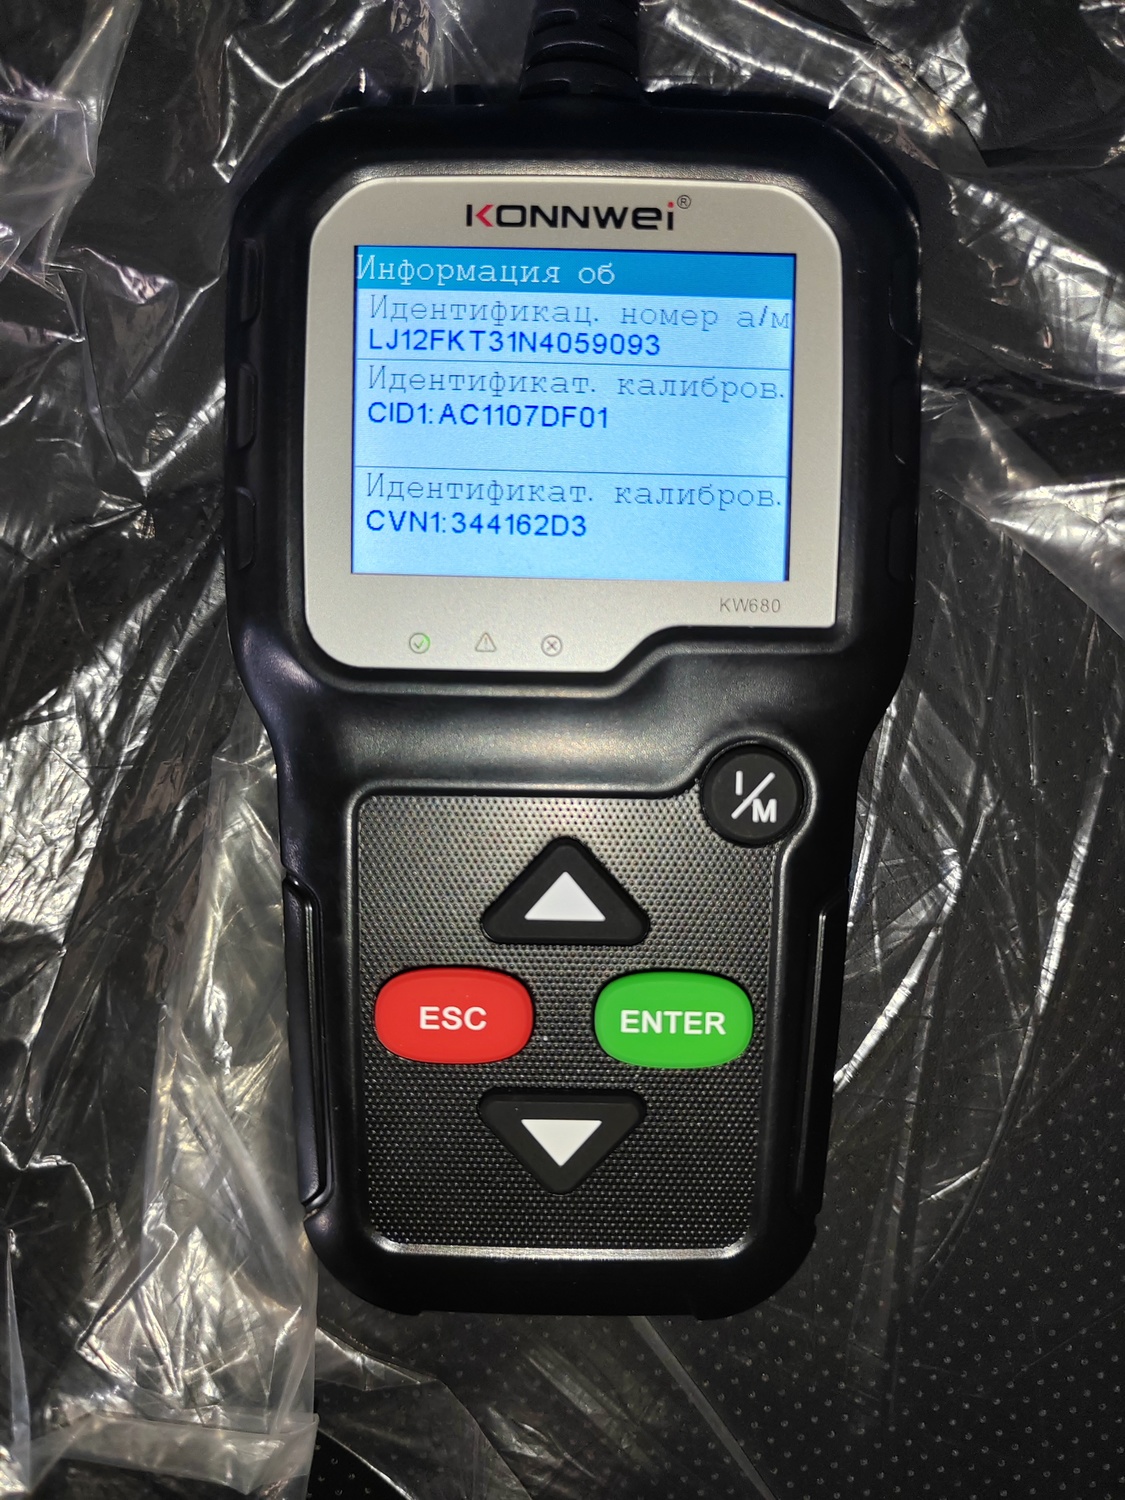 KONNWEI®
Информация об
Идентификац. номер а/м
LJ12FKT31N4059093
Идентификат. калибров.
CID1:AC1107DF01
Идентификат. калибров.
CVN1:344162D3
KW680
I/M
ESC
ENTER